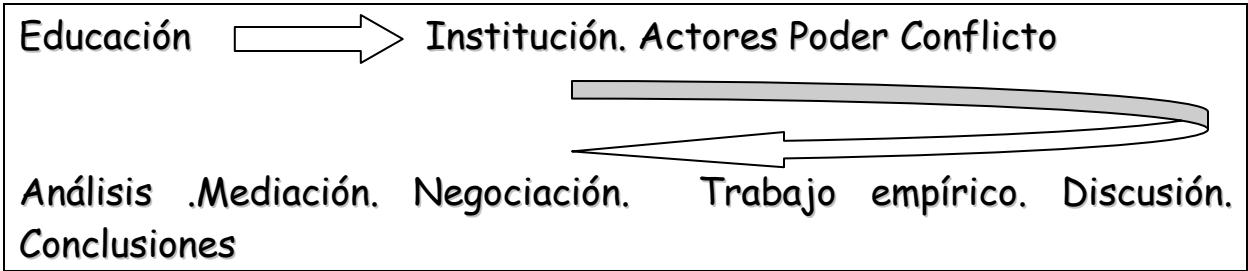 Educación Institución. Actores Poder Conflicto
Análisis .Mediación. Negociación. Trabajo empírico. Discusión.
Conclusiones